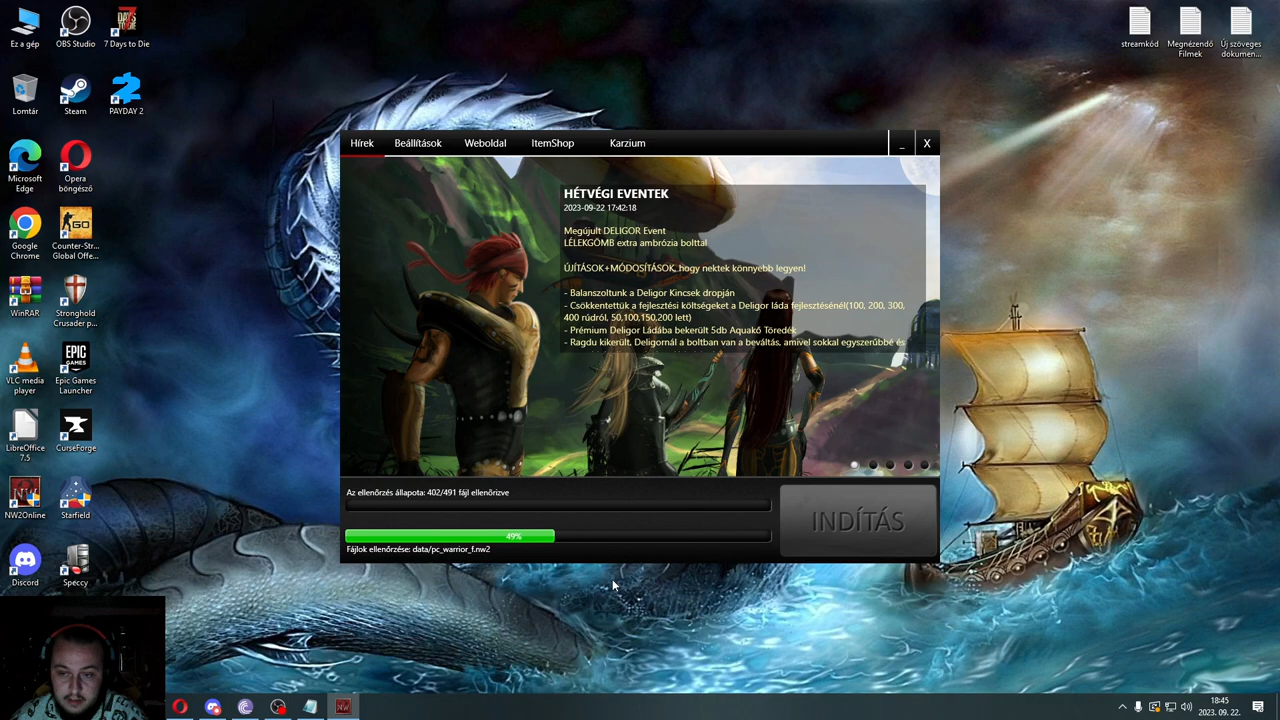 Ez a gép
OBS Studio
7 Days to Die
Lomtár
Steam
PAYDAY 2
Microsoft Edge
Opera böngésző
Google Chrome
Counter-Str... Global Offe...
WinRAR
Stronghold Crusader p...
VLC media player
Epic Games Launcher
LibreOffice 7.5
CurseForge
NW2Online
Starfield
Discord
Speccy
streamkód
Megnézendő Filmek
Új szöveges dokumen...
Hírek
Beállítások
Weboldal
ItemShop
Karzium
_
X
HÉTVÉGI EVENTEK
2023-09-22 17:42:18
Megújult DELIGOR Event
LÉLEKGÖMB extra ambrózia bolttal
ÚJÍTÁSOK+MÓDOSÍTÁSOK, hogy nektek könnyebb legyen!
- Balanszoltunk a Deligor Kincsek dropján
- Csökkentettük a fejlesztési költségeket a Deligor láda fejlesztésénél(100, 200, 300,
400 rúdról, 50,100,150,200 lett)
- Prémium Deligor Ládába bekerült 5db Aquakő Töredék
- Ragdu kikerült, Deligornál a boltban van a beváltás, amivel sokkal egyszerűbbé és
Az ellenőrzés állapota: 402/491 fájl ellenőrizve
49%
Fájlok ellenőrzése: data/pc_warrior_f.nw2
INDÍTÁS
18:45
2023. 09. 22.